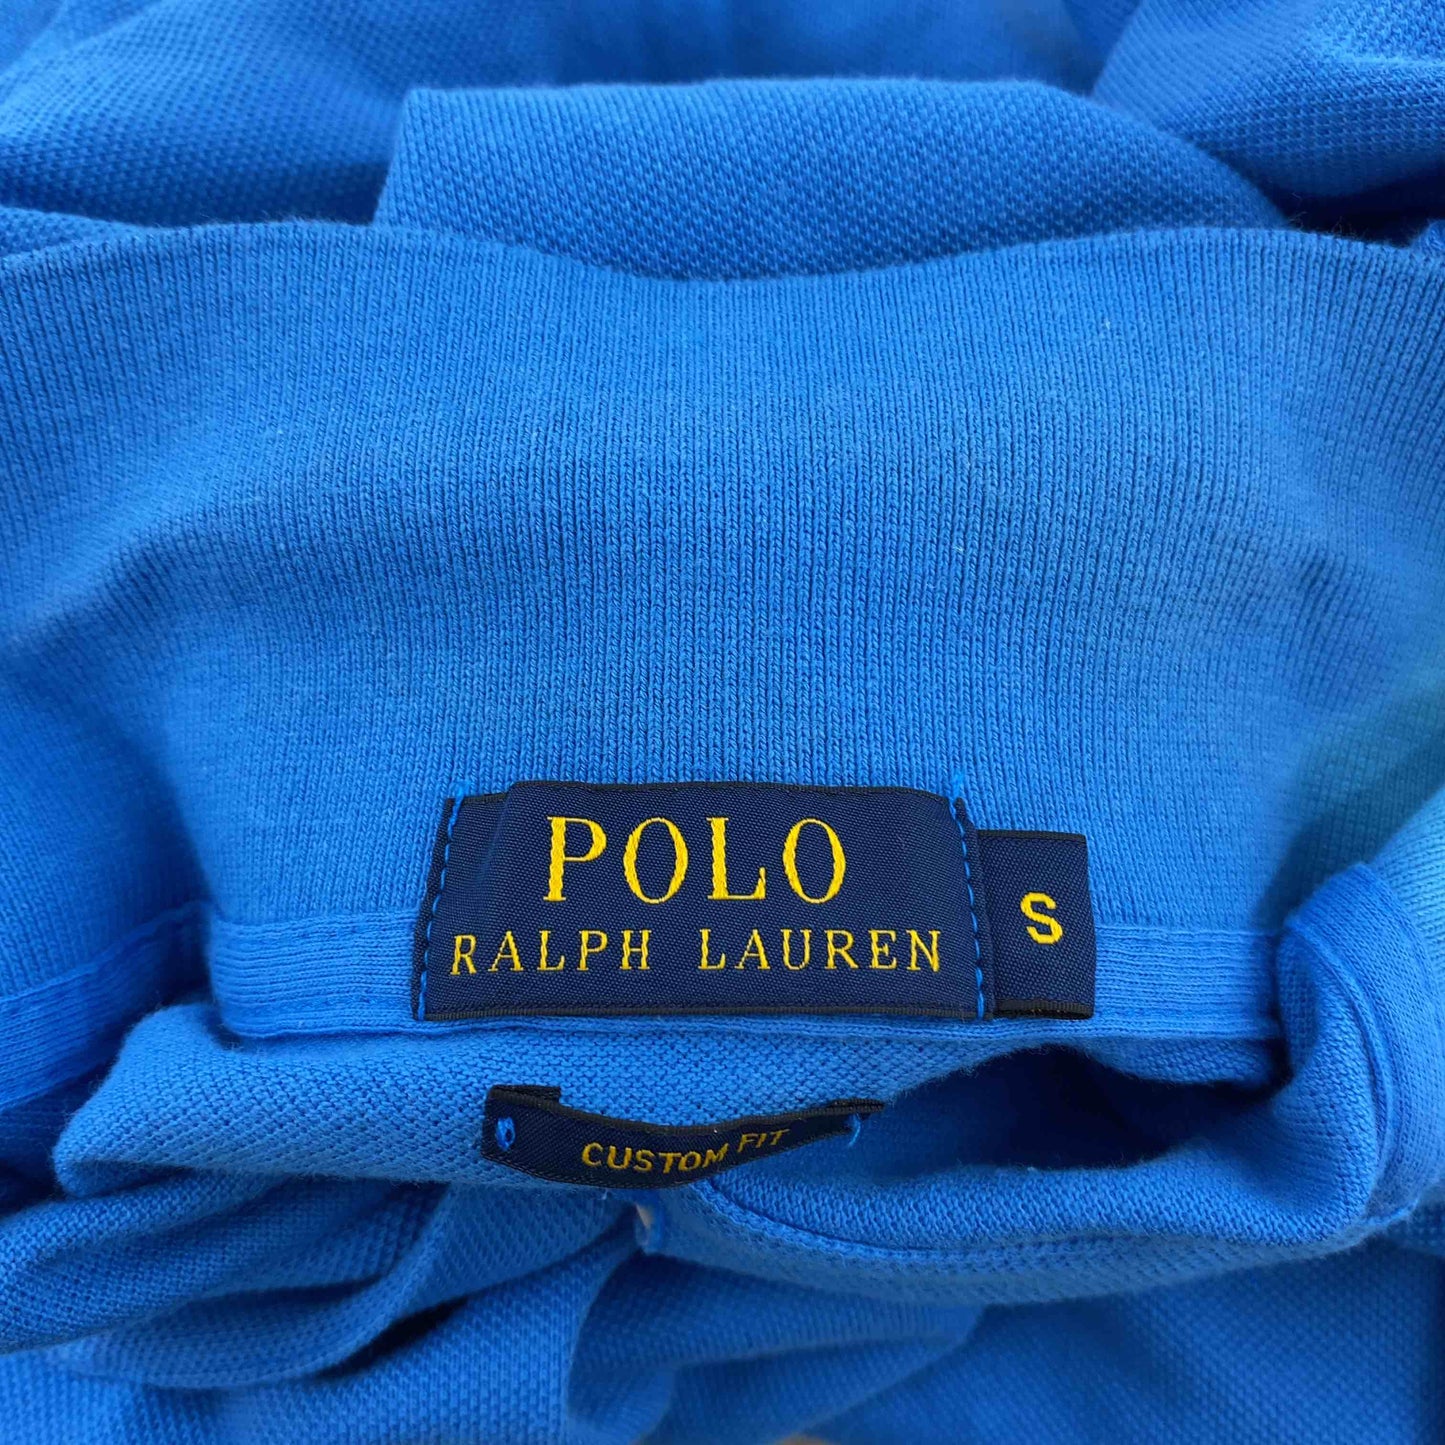 POLO
RALPH LAUREN
S
CUSTOM FIT